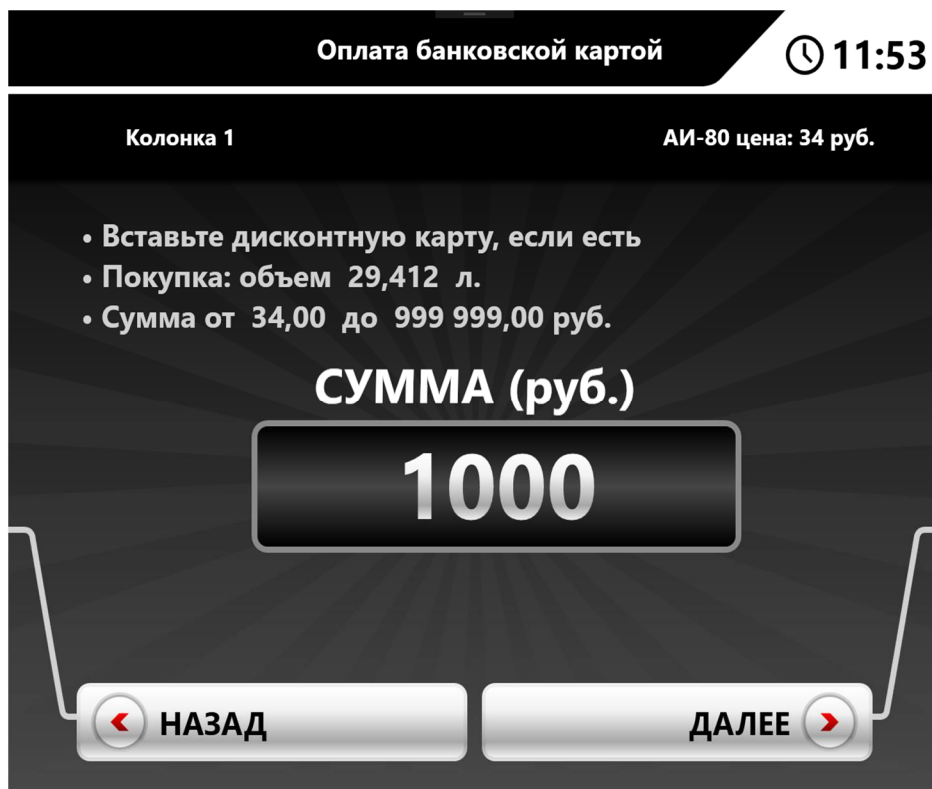 Оплата банковской картой
11:53
Колонка 1
АИ-80 цена: 34 руб.
• Вставьте дисконтную карту, если есть
• Покупка: объем 29,412 л.
• Сумма от 34,00 до 999 999,00 руб.
СУММА (руб.)
1000
НАЗАД
ДАЛЕЕ